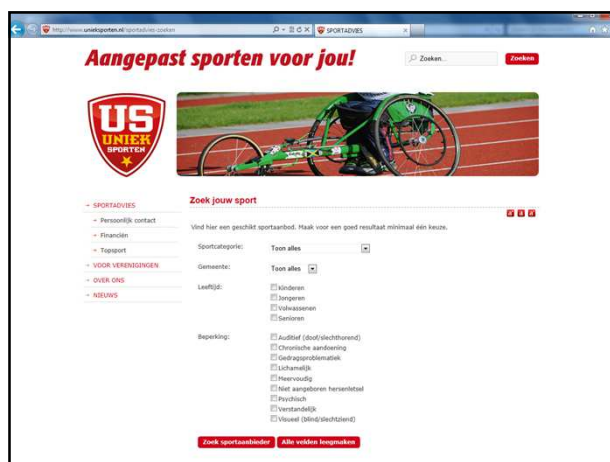 http://www.unieksporten.nl/sportadvies-zoeken
SPORTADVIES
Aangepast sporten voor jou!
Zoeken...
Zoeken
US
UNIEK
SPORTEN
SPORTADVIES
Persoonlijk contact
Financiën
Topsport
VOOR VERENIGINGEN
OVER ONS
NIEUWS
Zoek jouw sport
Vind hier een geschikt sportaanbod. Maak voor een goed resultaat minimaal één keuze.
Sportcategorie: Toon alles
Gemeente: Toon alles
Leeftijd: Kinderen
Jongeren
Volwassenen
Senioren
Beperking: Auditief (doof/slechthorend)
Chronische aandoening
Gedragsproblematiek
Lichamelijk
Meervoudig
Niet aangeboren hersenletsel
Psychisch
Verstandelijk
Visueel (blind/slechtziend)
Zoek sportaanbieder Alle velden leegmaken